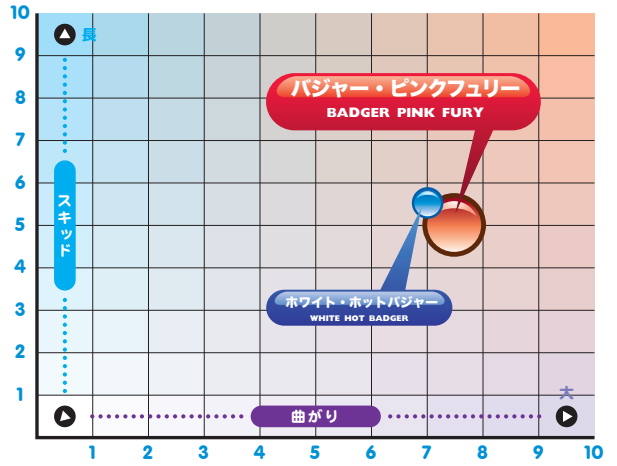 10
長
9
8
バジャー・ピンクフュリー
BADGER PINK FURY
7
6
スキッド
5
4
3
ホワイト・ホットバジャー
WHITE HOT BADGER
2
1
大
曲がり
1 2 3 4 5 6 7 8 9 10